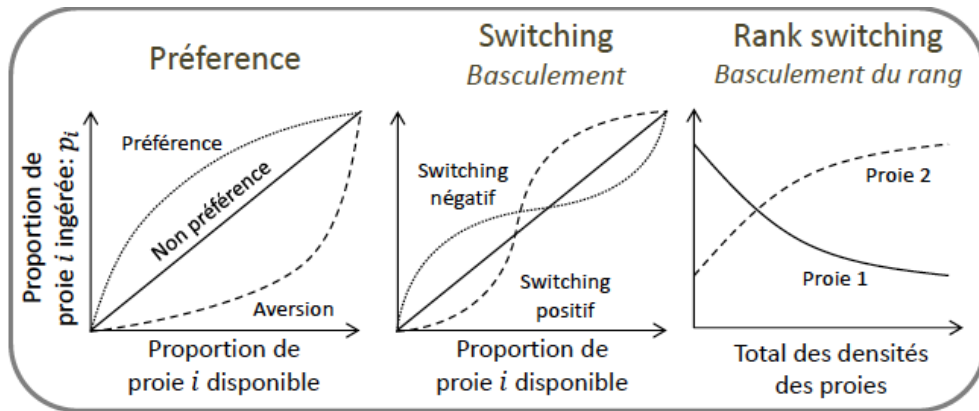 Préference
Switching
Basculement
Rank switching
Basculement du rang
Proportion de
proie i ingérée: pᵢ
Préférence
Non préférence
Aversion
Proportion de
proie i disponible
Switching
négatif
Switching
positif
Proportion de
proie i disponible
Proie 2
Proie 1
Total des densités
des proies